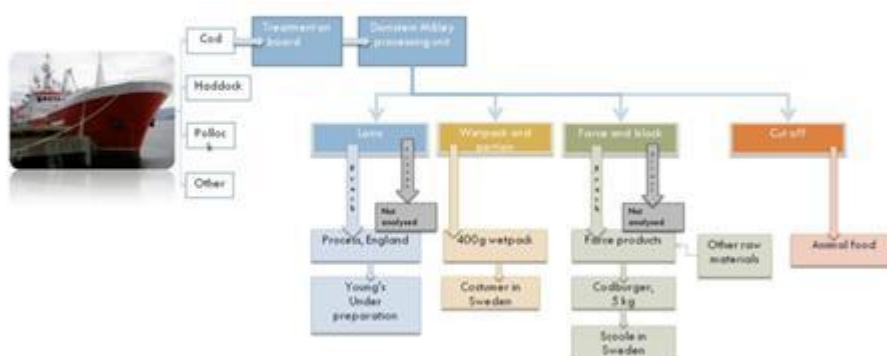 Cod
Treatment on
board
Domstein Måløy
processing unit
Haddock
Polloc
k
Other
Loins
Wetpack and
portion
Farce and block
Cut off
Not
analysed
Not
analysed
Process, England
400g wetpack
Farce products
Other raw
materials
Animal food
Young's
Under
preparation
Costumer in
Sweden
Codburger,
5 kg
Scoole in
Sweden